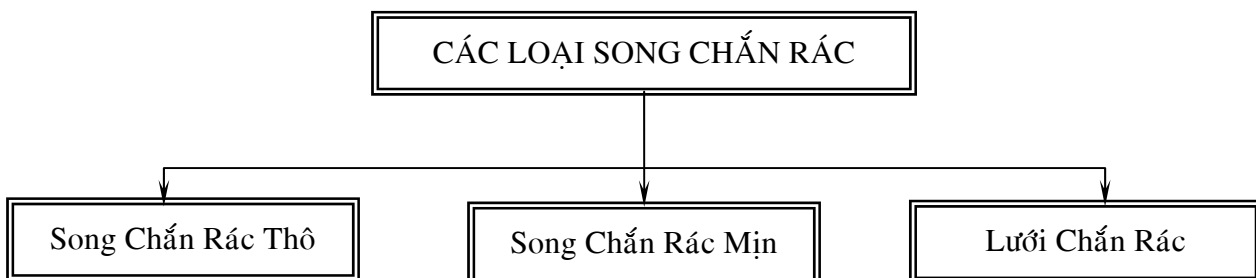 CÁC LOẠI SONG CHẮN RÁC
Song Chắn Rác Thô
Song Chắn Rác Mịn
Lưới Chắn Rác